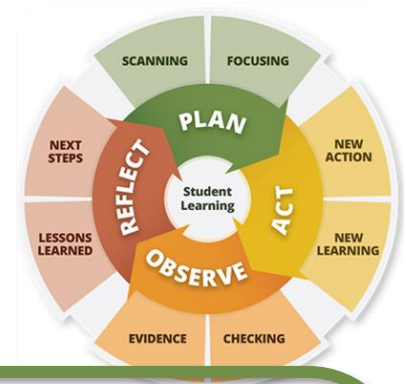 SCANNING
FOCUSING
PLAN
NEXT
STEPS
NEW
ACTION
REFLECT
Student
Learning
ACT
LESSONS
LEARNED
NEW
LEARNING
OBSERVE
EVIDENCE
CHECKING